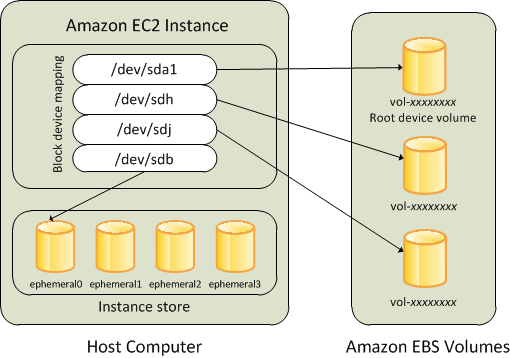 Amazon EC2 Instance
Block device mapping
/dev/sda1
/dev/sdh
/dev/sdj
/dev/sdb
ephemeral0 ephemeral1 ephemeral2 ephemeral3
Instance store
Host Computer
vol-xxxxxxxx
Root device volume
vol-xxxxxxxx
vol-xxxxxxxx
Amazon EBS Volumes